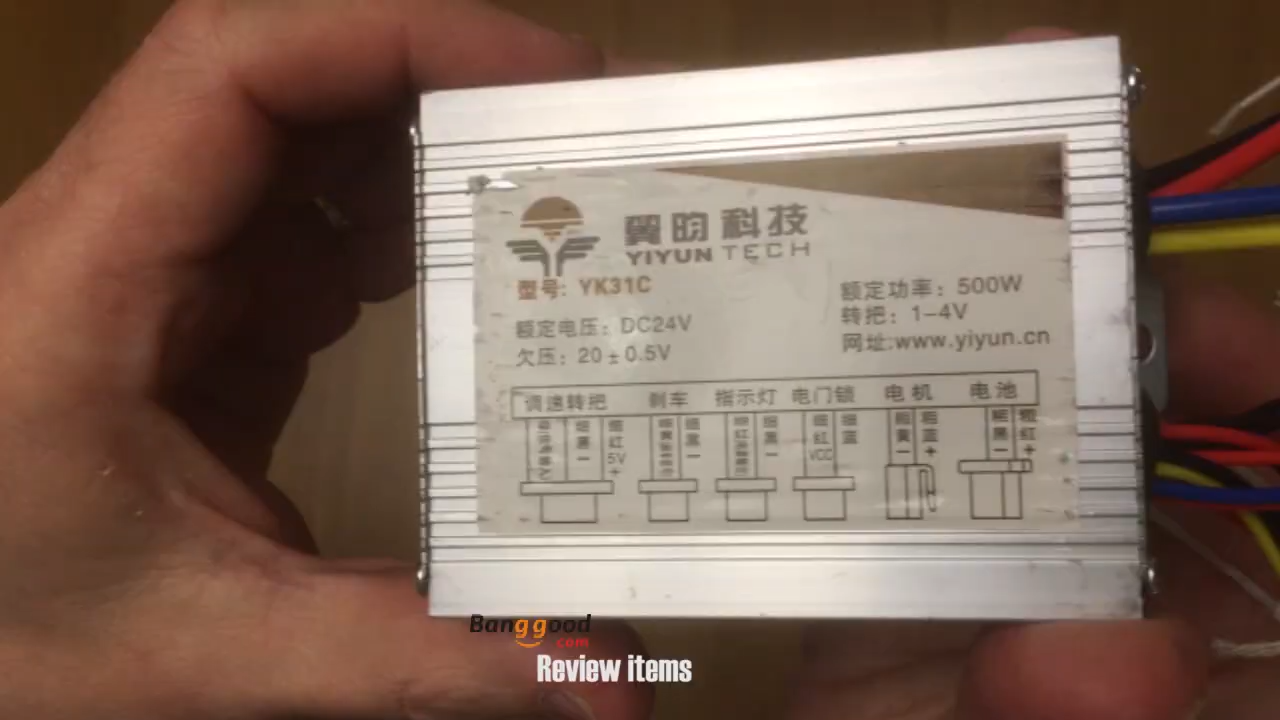 翼昀科技
YIYUN TECH
型号: YK31C
额定电压: DC24V
欠压: 20±0.5V
额定功率: 500W
转把: 1-4V
网址:www.yiyun.cn
调速转把 刹车 指示灯 电门锁 电机 电池
细黑 - 细红 5V +
细黑 -
细黑 -
细红 VCC 细蓝
粗黄 - 粗蓝 +
粗黑 - 粗红 +
Banggood
.com
Review items